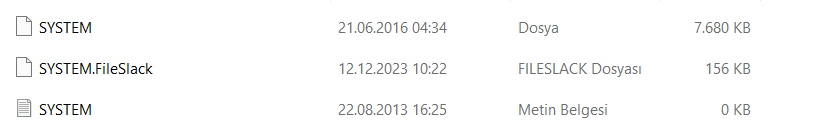 SYSTEM 21.06.2016 04:34 Dosya 7.680 KB
SYSTEM.FileSlack 12.12.2023 10:22 FILESLACK Dosyası 156 KB
SYSTEM 22.08.2013 16:25 Metin Belgesi 0 KB